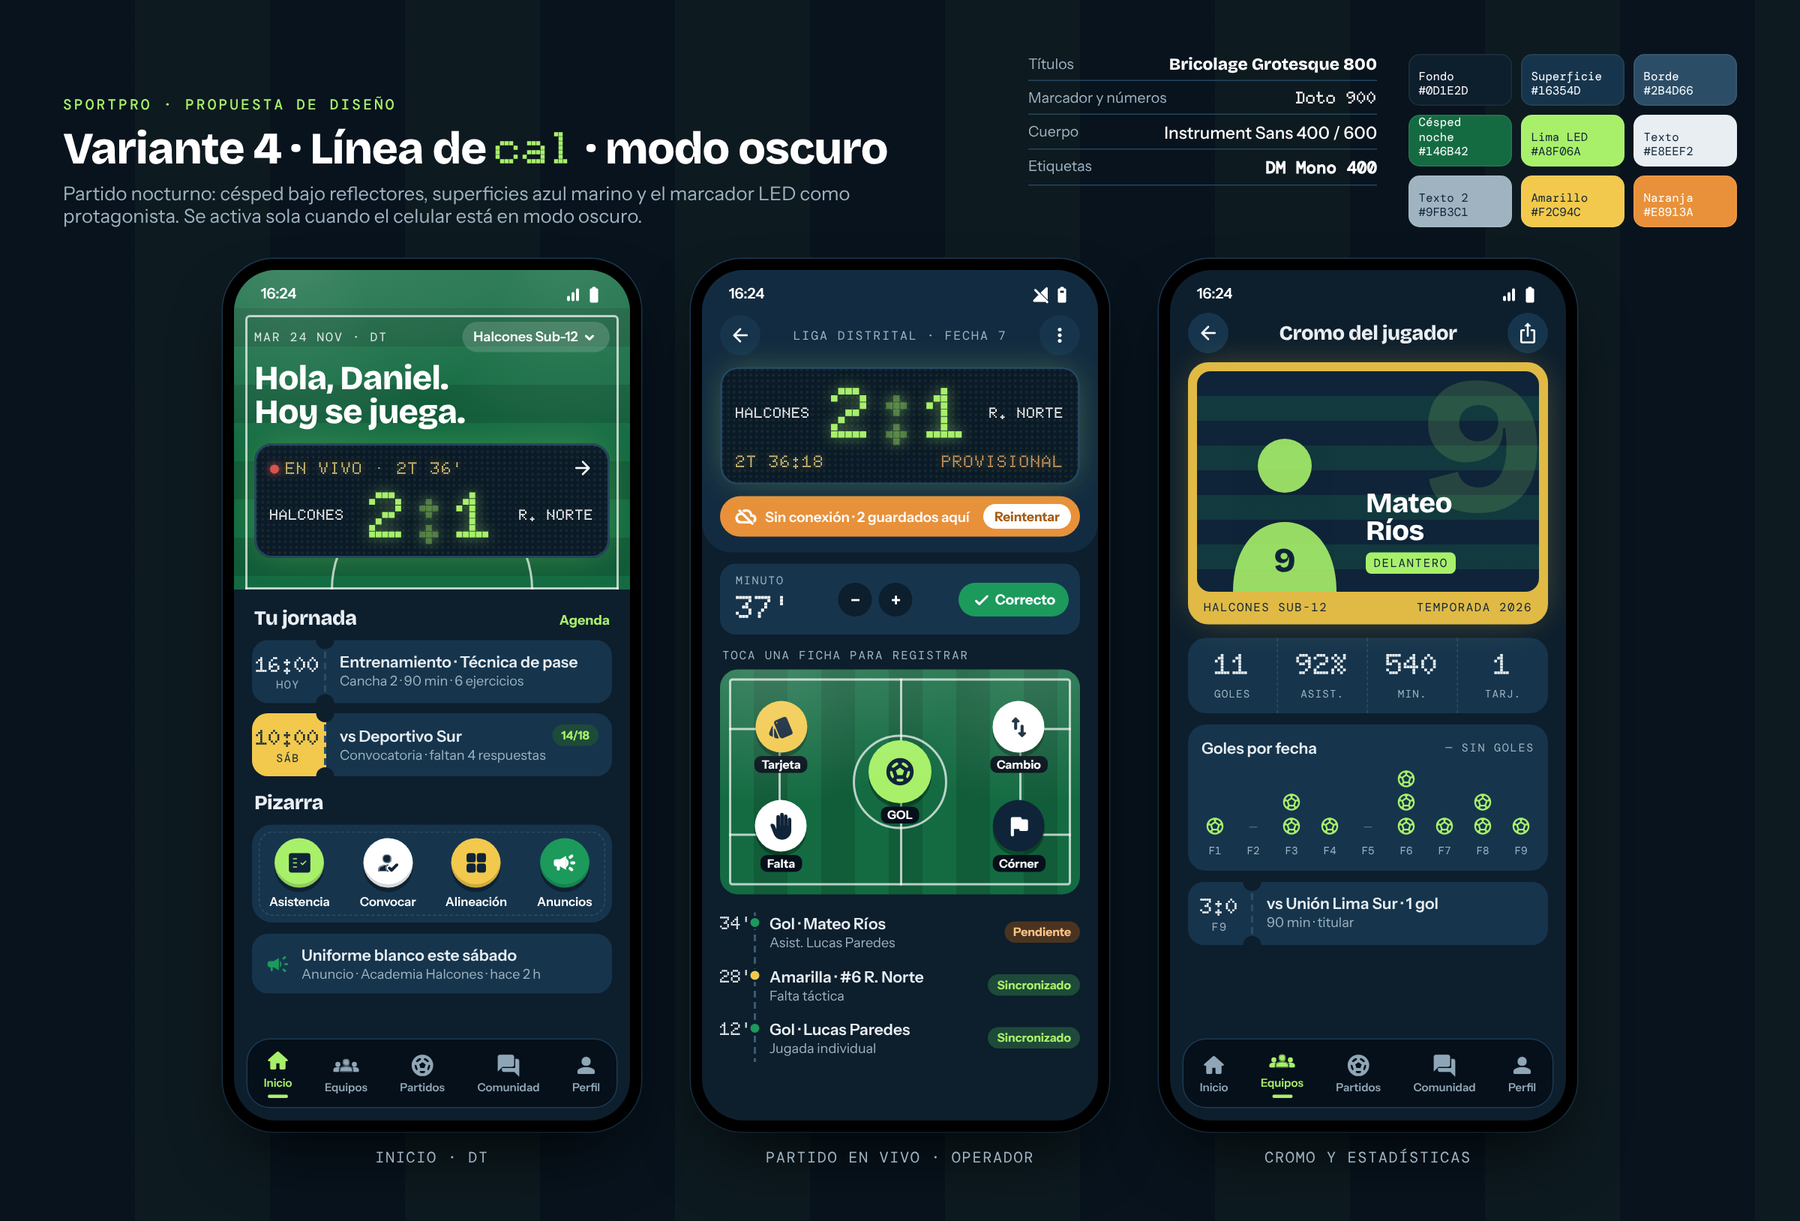 SPORTPRO · PROPUESTA DE DISEÑO
Variante 4 · Línea de cal · modo oscuro
Partido nocturno: césped bajo reflectores, superficies azul marino y el marcador LED como
protagonista. Se activa sola cuando el celular está en modo oscuro.
Títulos Bricolage Grotesque 800
Marcador y números Doto 900
Cuerpo Instrument Sans 400 / 600
Etiquetas DM Mono 400
Fondo
#0D1E2D
Superficie
#16354D
Borde
#2B4D66
Césped
noche
#146B42
Lima LED
#A8F06A
Texto
#E8EEF2
Texto 2
#9FB3C1
Amarillo
#F2C94C
Naranja
#E8913A
16:24
MAR 24 NOV · DT
Halcones Sub-12
Hola, Daniel.
Hoy se juega.
EN VIVO · 2T 36'
HALCONES 2:1 R. NORTE
Tu jornada Agenda
16:00
HOY
Entrenamiento · Técnica de pase
Cancha 2 · 90 min · 6 ejercicios
10:00
SÁB
vs Deportivo Sur
Convocatoria · faltan 4 respuestas
14/18
Pizarra
Asistencia Convocar Alineación Anuncios
Uniforme blanco este sábado
Anuncio · Academia Halcones · hace 2 h
Inicio Equipos Partidos Comunidad Perfil
INICIO · DT
16:24
LIGA DISTRITAL · FECHA 7
HALCONES 2:1 R. NORTE
2T 36:18 PROVISIONAL
Sin conexión · 2 guardados aquí Reintentar
MINUTO
37'
− +
Correcto
TOCA UNA FICHA PARA REGISTRAR
Tarjeta
Cambio
GOL
Falta
Córner
34' Gol · Mateo Ríos
Asist. Lucas Paredes
Pendiente
28' Amarilla · #6 R. Norte
Falta táctica
Sincronizado
12' Gol · Lucas Paredes
Jugada individual
Sincronizado
PARTIDO EN VIVO · OPERADOR
16:24
Cromo del jugador
9
Mateo
Ríos
9
DELANTERO
HALCONES SUB-12 TEMPORADA 2026
11 92% 540 1
GOLES ASIST. MIN. TARJ.
Goles por fecha — SIN GOLES
– –
F1 F2 F3 F4 F5 F6 F7 F8 F9
3:0
F9
vs Unión Lima Sur · 1 gol
90 min · titular
Inicio Equipos Partidos Comunidad Perfil
CROMO Y ESTADÍSTICAS